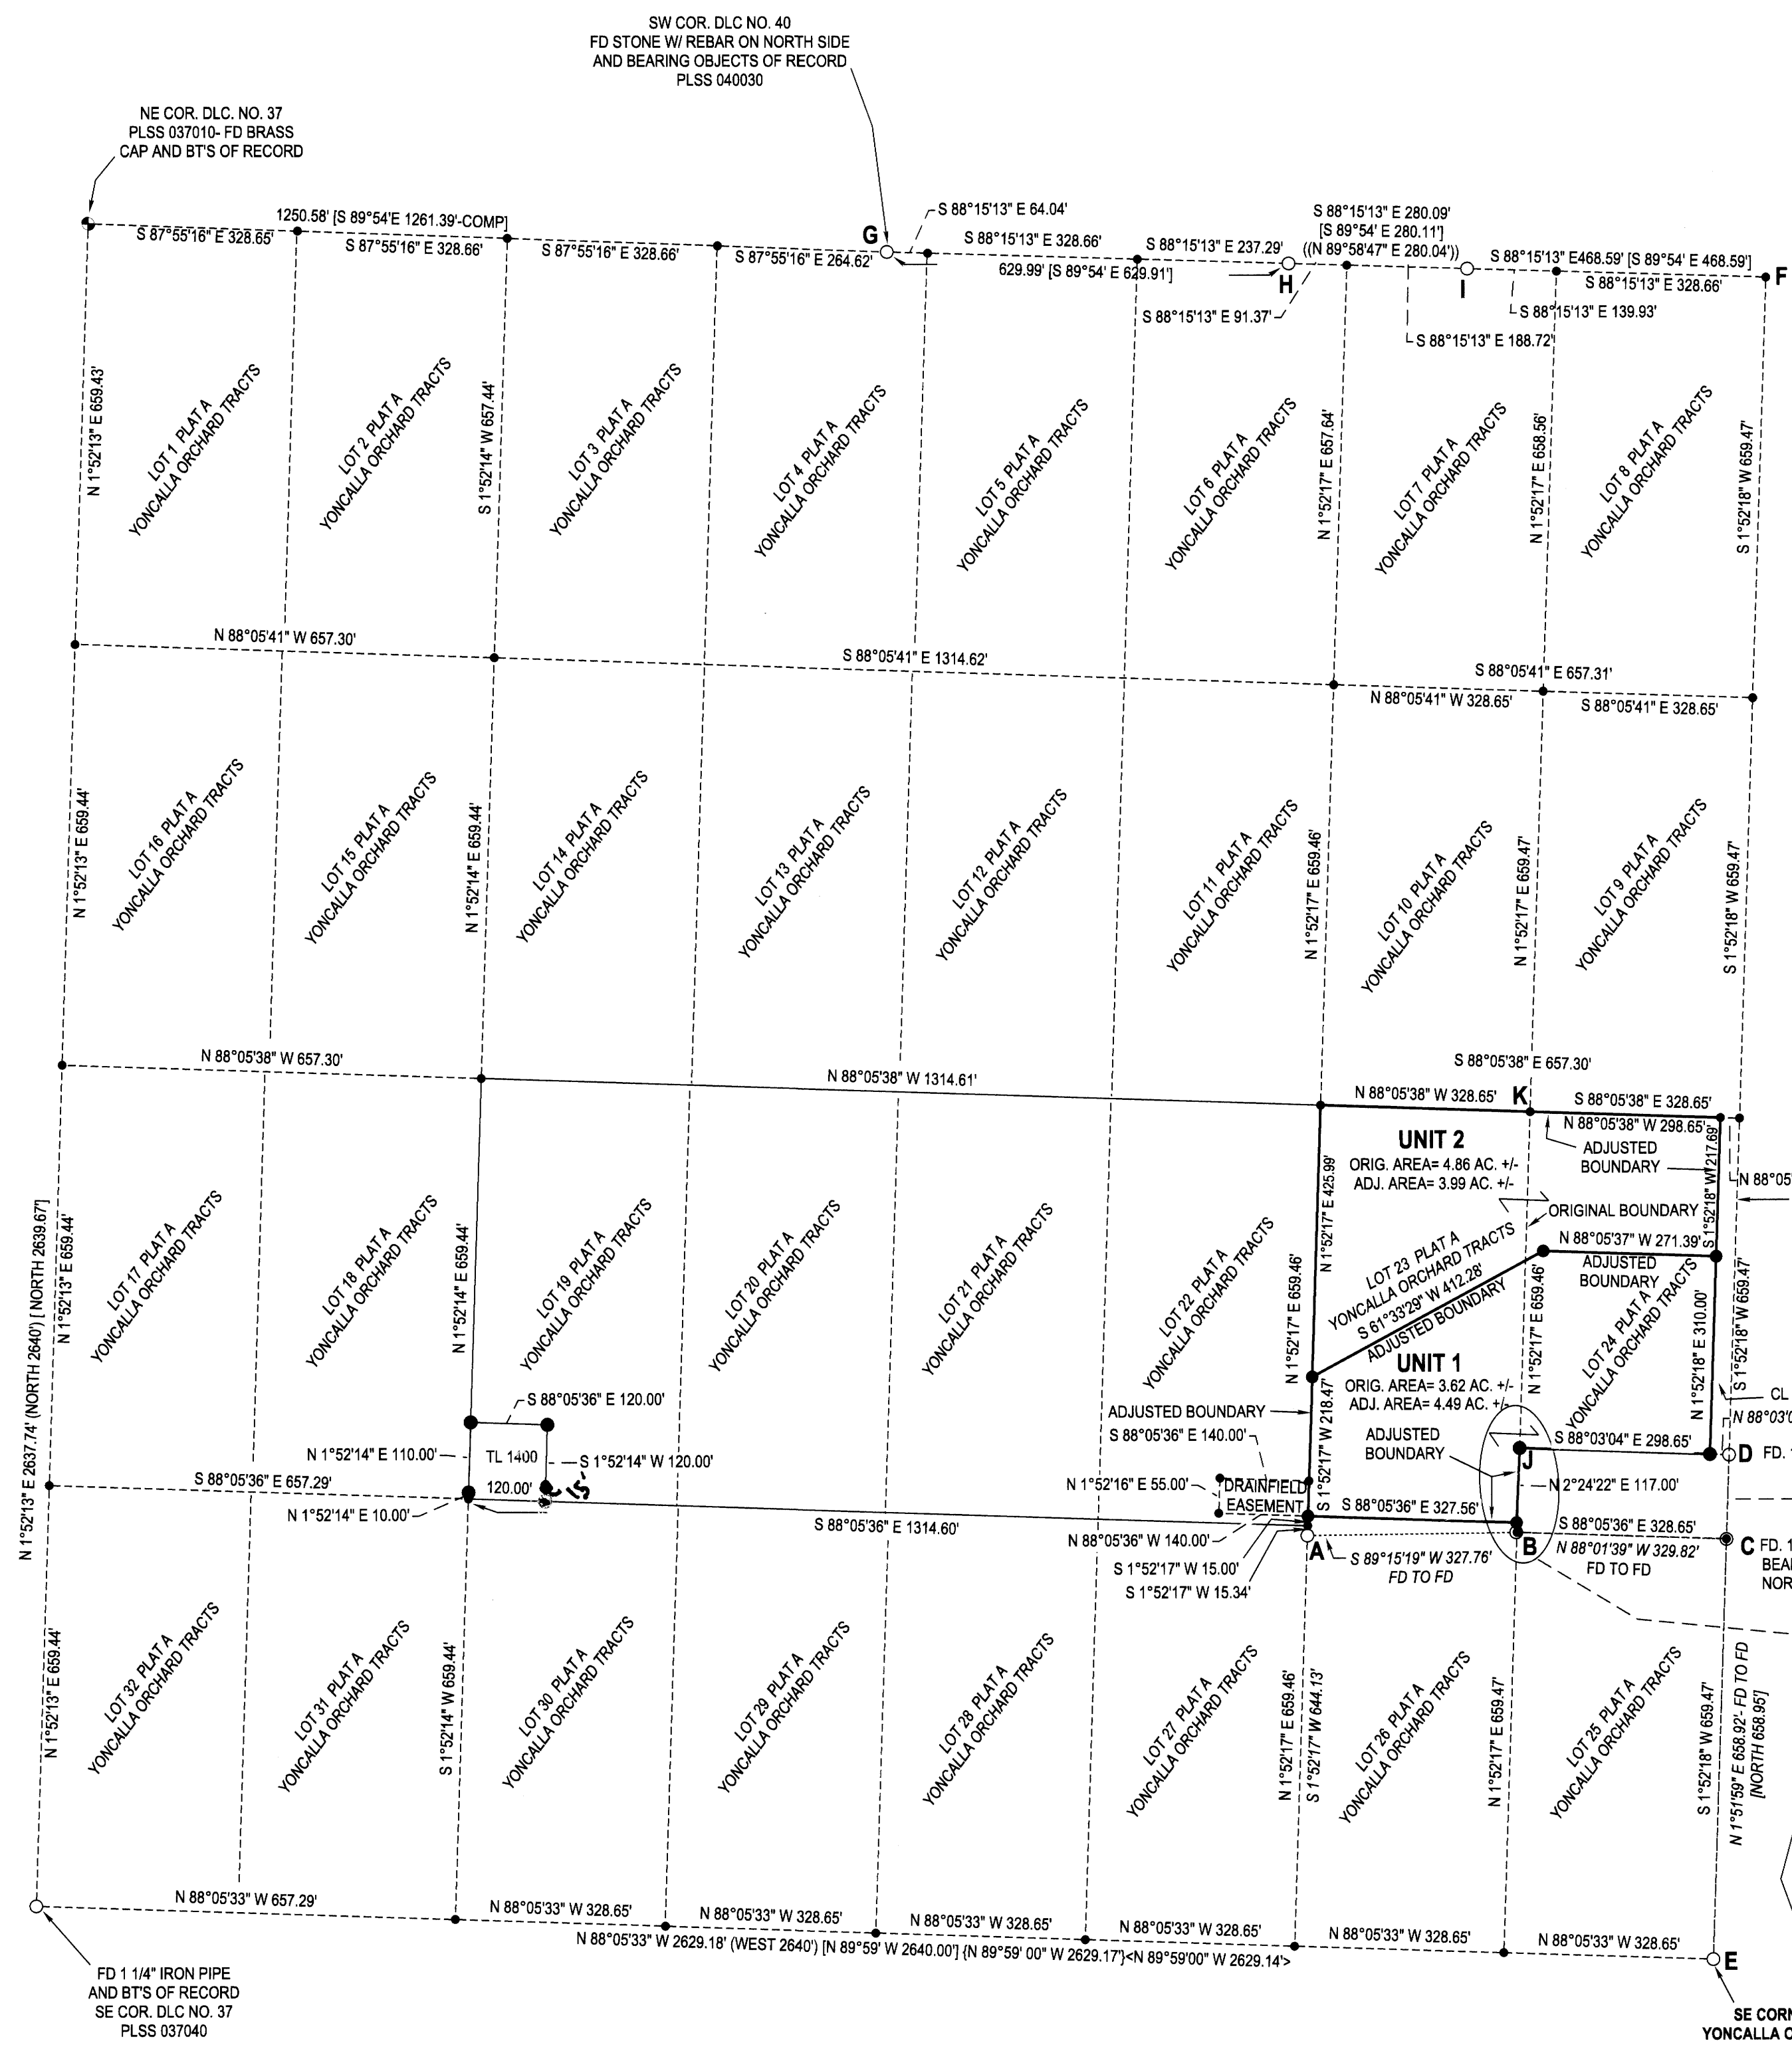 SW COR. DLC NO. 40
FD STONE W/ REBAR ON NORTH SIDE
AND BEARING OBJECTS OF RECORD
PLSS 040030
NE COR. DLC. NO. 37
PLSS 037010- FD BRASS
CAP AND BT'S OF RECORD
1250.58' [S 89°54'E 1261.39'-COMP]
S 87°55'16" E 328.65'
S 87°55'16" E 328.66'
S 87°55'16" E 328.66'
S 87°55'16" E 264.62'
G
S 88°15'13" E 64.04'
S 88°15'13" E 328.66'
629.99' [S 89°54' E 629.91']
S 88°15'13" E 237.29'
S 88°15'13" E 280.09'
[S 89°54' E 280.11']
((N 89°58'47" E 280.04'))
H
S 88°15'13" E 91.37'
I
S 88°15'13" E468.59' [S 89°54' E 468.59']
S 88°15'13" E 328.66'
F
S 88°15'13" E 139.93'
S 88°15'13" E 188.72'
N 1°52'13" E 659.43'
LOT 1 PLAT A
YONCALLA ORCHARD TRACTS
LOT 2 PLAT A
YONCALLA ORCHARD TRACTS
S 1°52'14" W 657.44'
LOT 3 PLAT A
YONCALLA ORCHARD TRACTS
LOT 4 PLAT A
YONCALLA ORCHARD TRACTS
LOT 5 PLAT A
YONCALLA ORCHARD TRACTS
LOT 6 PLAT A
YONCALLA ORCHARD TRACTS
N 1°52'17" E 657.64'
LOT 7 PLAT A
YONCALLA ORCHARD TRACTS
N 1°52'17" E 658.56'
LOT 8 PLAT A
YONCALLA ORCHARD TRACTS
S 1°52'18" W 659.47'
N 88°05'41" W 657.30'
S 88°05'41" E 1314.62'
S 88°05'41" E 657.31'
N 88°05'41" W 328.65'
S 88°05'41" E 328.65'
N 1°52'13" E 659.44'
LOT 16 PLAT A
YONCALLA ORCHARD TRACTS
LOT 15 PLAT A
YONCALLA ORCHARD TRACTS
N 1°52'14" E 659.44'
LOT 14 PLAT A
YONCALLA ORCHARD TRACTS
LOT 13 PLAT A
YONCALLA ORCHARD TRACTS
LOT 12 PLAT A
YONCALLA ORCHARD TRACTS
LOT 11 PLAT A
YONCALLA ORCHARD TRACTS
N 1°52'17" E 659.46'
LOT 10 PLAT A
YONCALLA ORCHARD TRACTS
N 1°52'17" E 659.47'
LOT 9 PLAT A
YONCALLA ORCHARD TRACTS
S 1°52'18" W 659.47'
N 88°05'38" W 657.30'
N 88°05'38" W 1314.61'
S 88°05'38" E 657.30'
N 88°05'38" W 328.65'
K
S 88°05'38" E 328.65'
N 88°05'38" W 298.65'
UNIT 2
ORIG. AREA= 4.86 AC. +/-
ADJ. AREA= 3.99 AC. +/-
ADJUSTED
BOUNDARY
S 1°52'18" W 217.69'
N 88°05'
ORIGINAL BOUNDARY
N 88°05'37" W 271.39'
ADJUSTED
BOUNDARY
N 1°52'17" E 425.99'
LOT 23 PLAT A
YONCALLA ORCHARD TRACTS
S 61°33'29" W 412.28'
ADJUSTED BOUNDARY
N 1°52'13" E 2637.74' (NORTH 2640') [ NORTH 2639.67']
N 1°52'13" E 659.44'
LOT 17 PLAT A
YONCALLA ORCHARD TRACTS
LOT 18 PLAT A
YONCALLA ORCHARD TRACTS
N 1°52'14" E 659.44'
LOT 19 PLAT A
YONCALLA ORCHARD TRACTS
LOT 20 PLAT A
YONCALLA ORCHARD TRACTS
LOT 21 PLAT A
YONCALLA ORCHARD TRACTS
LOT 22 PLAT A
YONCALLA ORCHARD TRACTS
N 1°52'17" E 659.46'
UNIT 1
ORIG. AREA= 3.62 AC. +/-
ADJ. AREA= 4.49 AC. +/-
N 1°52'17" E 659.46'
LOT 24 PLAT A
YONCALLA ORCHARD TRACTS
N 1°52'18" E 310.00'
S 1°52'18" W 659.47'
CL
N 88°03'0
S 88°05'36" E 120.00'
N 1°52'14" E 110.00'
TL 1400
S 1°52'14" W 120.00'
120.00'
15'
S 88°05'36" E 657.29'
N 1°52'14" E 10.00'
S 88°05'36" E 1314.60'
ADJUSTED BOUNDARY
S 88°05'36" E 140.00'
S 1°52'17" W 218.47'
N 1°52'16" E 55.00'
DRAINFIELD
EASEMENT
N 88°05'36" W 140.00'
S 1°52'17" W 15.00'
S 1°52'17" W 15.34'
ADJUSTED
BOUNDARY
J
S 88°03'04" E 298.65'
D
FD. 1
N 2°24'22" E 117.00'
S 88°05'36" E 327.56'
A
S 89°15'19" W 327.76'
FD TO FD
B
S 88°05'36" E 328.65'
N 88°01'39" W 329.82'
FD TO FD
C
FD. 1
BEA
NOR
N 1°52'13" E 659.44'
LOT 32 PLAT A
YONCALLA ORCHARD TRACTS
LOT 31 PLAT A
YONCALLA ORCHARD TRACTS
S 1°52'14" W 659.44'
LOT 30 PLAT A
YONCALLA ORCHARD TRACTS
LOT 29 PLAT A
YONCALLA ORCHARD TRACTS
LOT 28 PLAT A
YONCALLA ORCHARD TRACTS
LOT 27 PLAT A
YONCALLA ORCHARD TRACTS
N 1°52'17" E 659.46'
S 1°52'17" W 644.13'
LOT 26 PLAT A
YONCALLA ORCHARD TRACTS
N 1°52'17" E 659.47'
LOT 25 PLAT A
YONCALLA ORCHARD TRACTS
S 1°52'18" W 659.47'
N 1°51'59" E 658.92'- FD TO FD
[NORTH 658.95']
N 88°05'33" W 657.29'
N 88°05'33" W 328.65'
N 88°05'33" W 328.65'
N 88°05'33" W 328.65'
N 88°05'33" W 328.65'
N 88°05'33" W 328.65'
N 88°05'33" W 328.65'
N 88°05'33" W 2629.18' (WEST 2640') [N 89°59' W 2640.00'] {N 89°59' 00" W 2629.17'}<N 89°59'00" W 2629.14'>
E
FD 1 1/4" IRON PIPE
AND BT'S OF RECORD
SE COR. DLC NO. 37
PLSS 037040
SE CORN
YONCALLA O